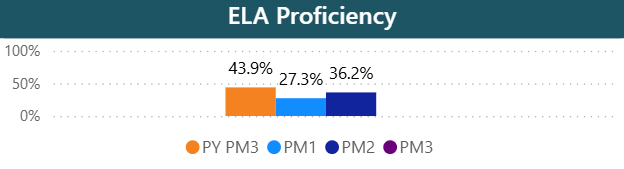 ELA Proficiency
100%
43.9% 27.3% 36.2%
50%
0%
PY PM3 PM1 PM2 PM3